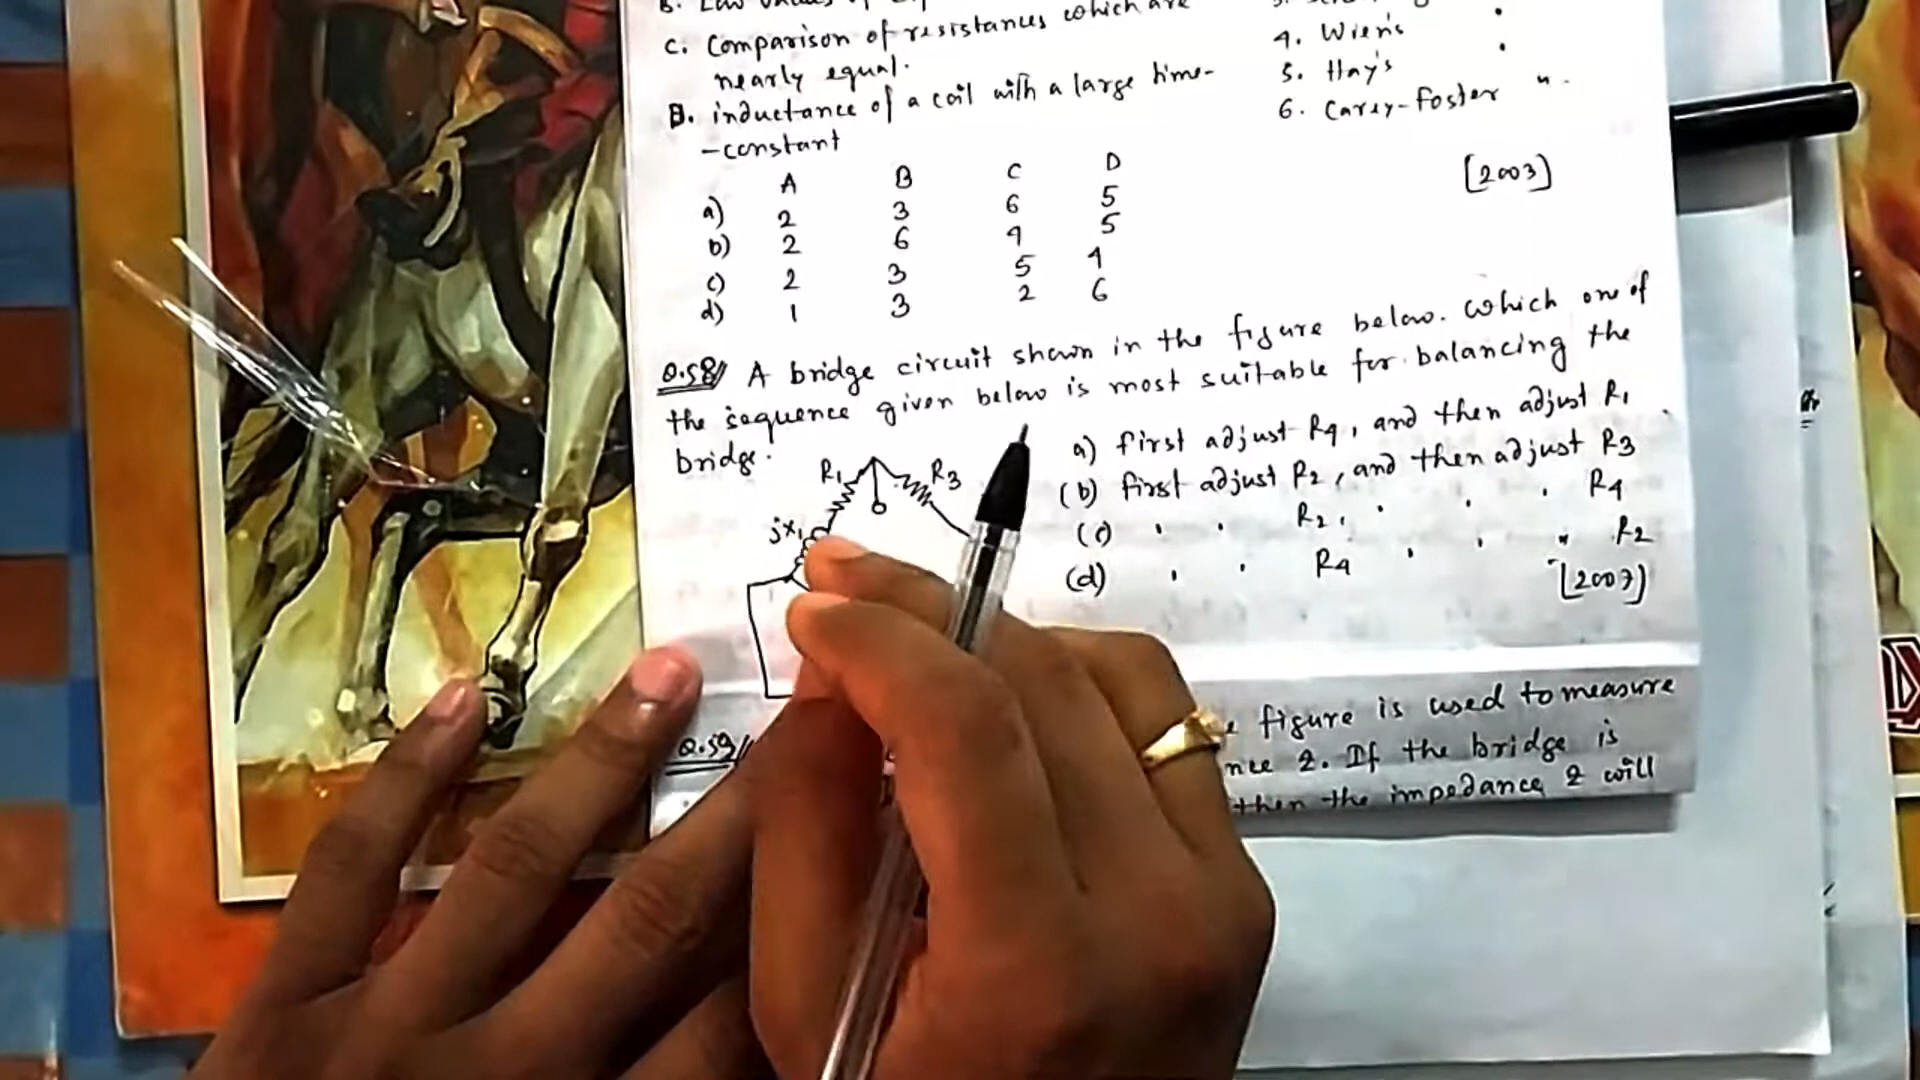 C. Comparison of resistances which are
nearly equal.
D. inductance of a coil with a large time-
-constant
4. Wien's
5. Hay's
6. Carey-Foster "
A B C D
a) 2 3 6 5
b) 2 6 4 5
c) 2 3 5 4
d) 1 3 2 6
[2003]
Q.58// A bridge circuit shown in the figure below. Which one of
the sequence given below is most suitable for balancing the
bridge.
R1
R3
jx1
a) first adjust R4, and then adjust R1
(b) first adjust R2, and then adjust R3
(c) " " R2, " " " R4
(d) " " R4 " " " R2
[2007]
Q.59//
figure is used to measure
nce 2. If the bridge is
then the impedance 2 will